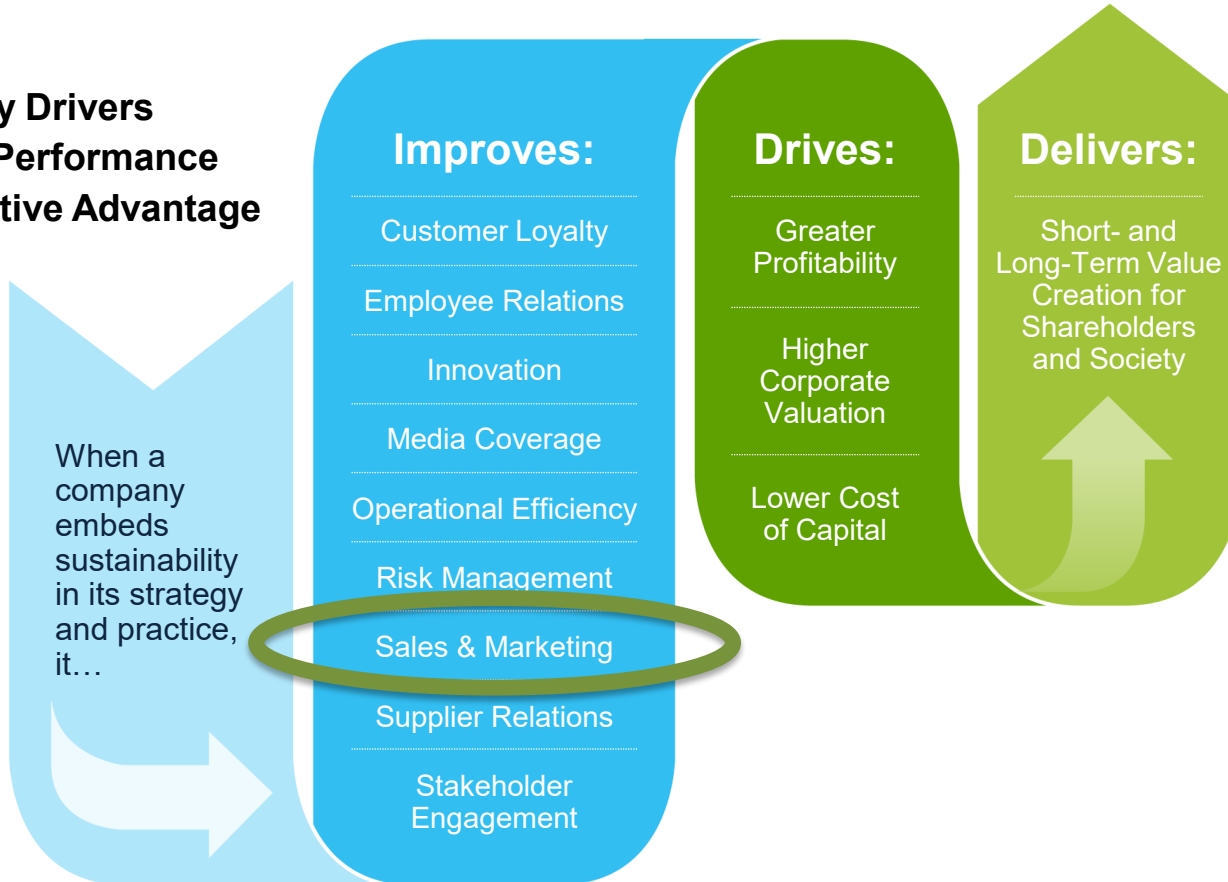 y Drivers
Performance
tive Advantage
When a
company
embeds
sustainability
in its strategy
and practice,
it…
Improves:
Customer Loyalty
Employee Relations
Innovation
Media Coverage
Operational Efficiency
Risk Management
Sales & Marketing
Supplier Relations
Stakeholder
Engagement
Drives:
Greater
Profitability
Higher
Corporate
Valuation
Lower Cost
of Capital
Delivers:
Short- and
Long-Term Value
Creation for
Shareholders
and Society